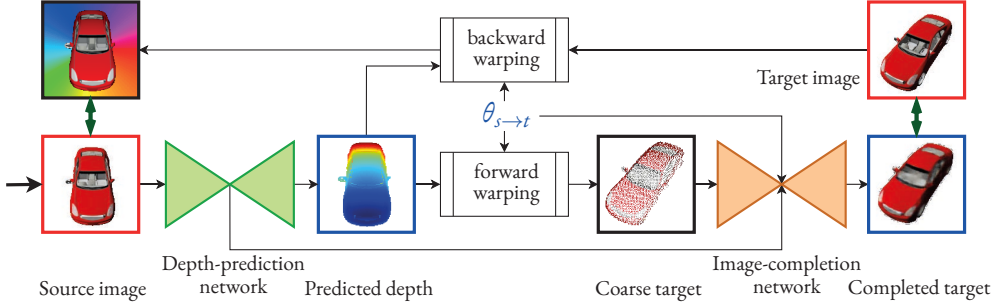 backward
warping
Target image
θs→t
forward
warping
Depth-prediction
network
Image-completion
network
Source image
Predicted depth
Coarse target
Completed target